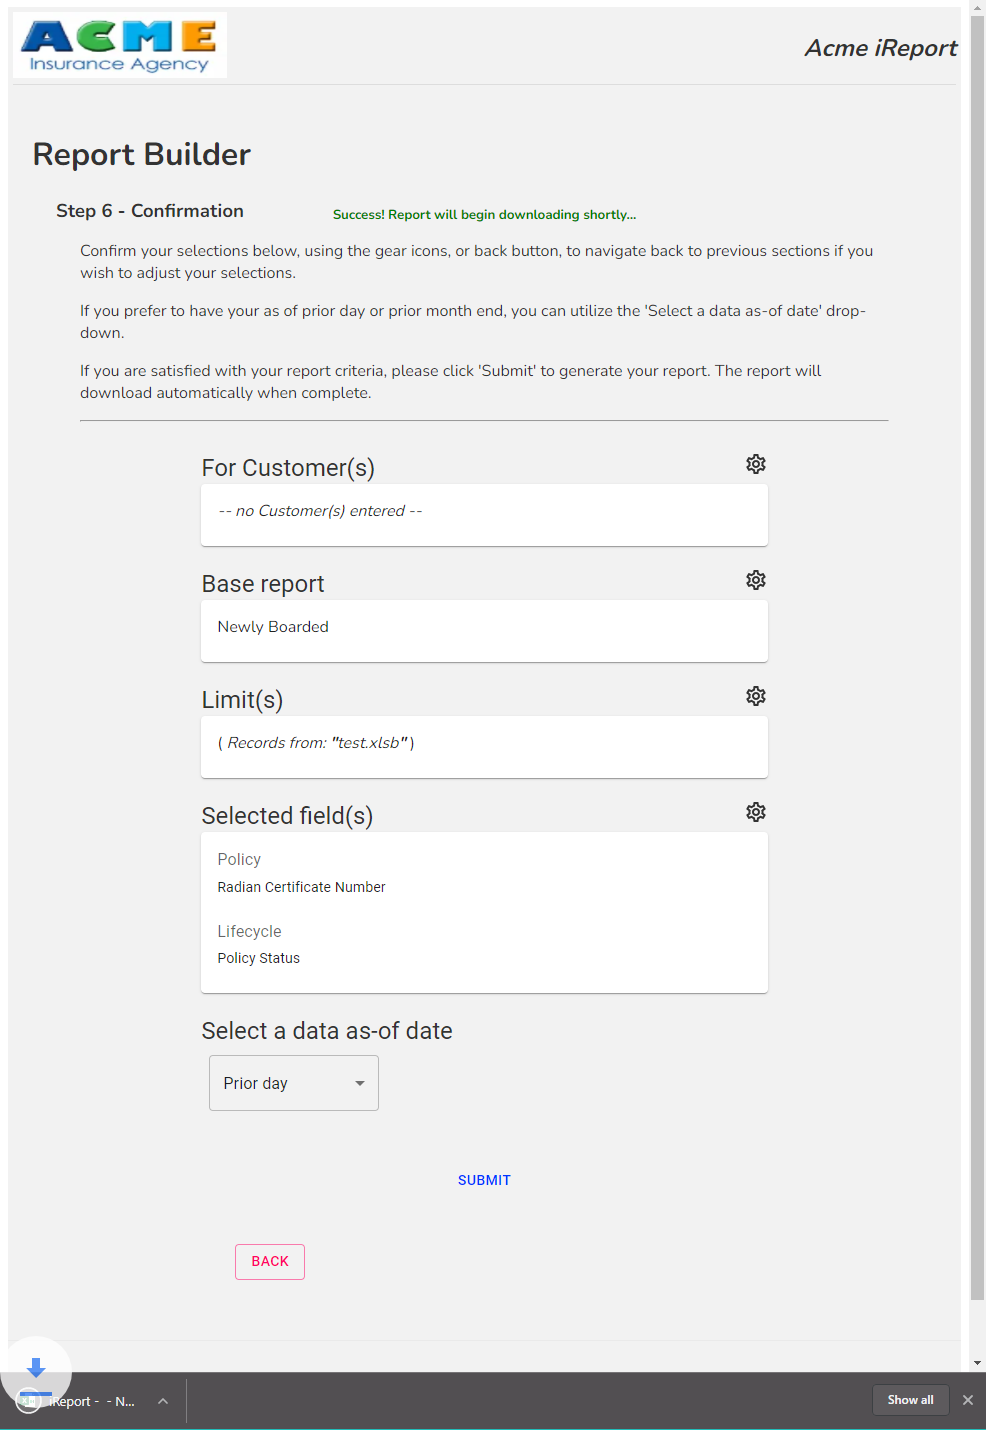 ACME
Insurance Agency
Acme iReport
Report Builder
Step 6 - Confirmation
Success! Report will begin downloading shortly...
Confirm your selections below, using the gear icons, or back button, to navigate back to previous sections if you
wish to adjust your selections.
If you prefer to have your as of prior day or prior month end, you can utilize the 'Select a data as-of date' drop-
down.
If you are satisfied with your report criteria, please click 'Submit' to generate your report. The report will
download automatically when complete.
For Customer(s)
-- no Customer(s) entered --
Base report
Newly Boarded
Limit(s)
( Records from: "test.xlsb" )
Selected field(s)
Policy
Radian Certificate Number
Lifecycle
Policy Status
Select a data as-of date
Prior day
SUBMIT
BACK
iReport - - N...
Show all